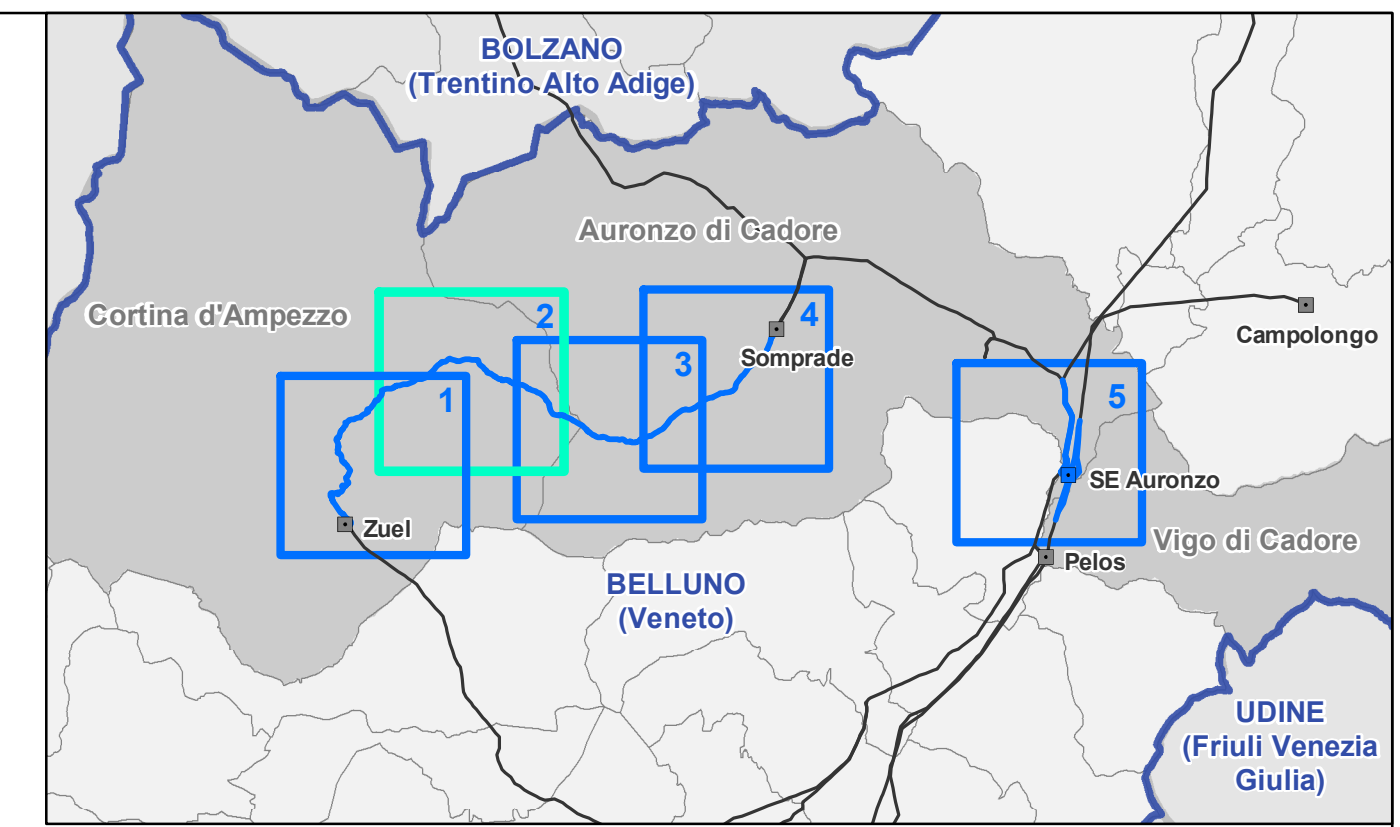 BOLZANO
(Trentino Alto Adige)
Auronzo di Cadore
Cortina d'Ampezzo
2
4
Campolongo
Somprade
3
1
5
SE Auronzo
Zuel
Vigo di Cadore
Pelos
BELLUNO
(Veneto)
UDINE
(Friuli Venezia
Giulia)